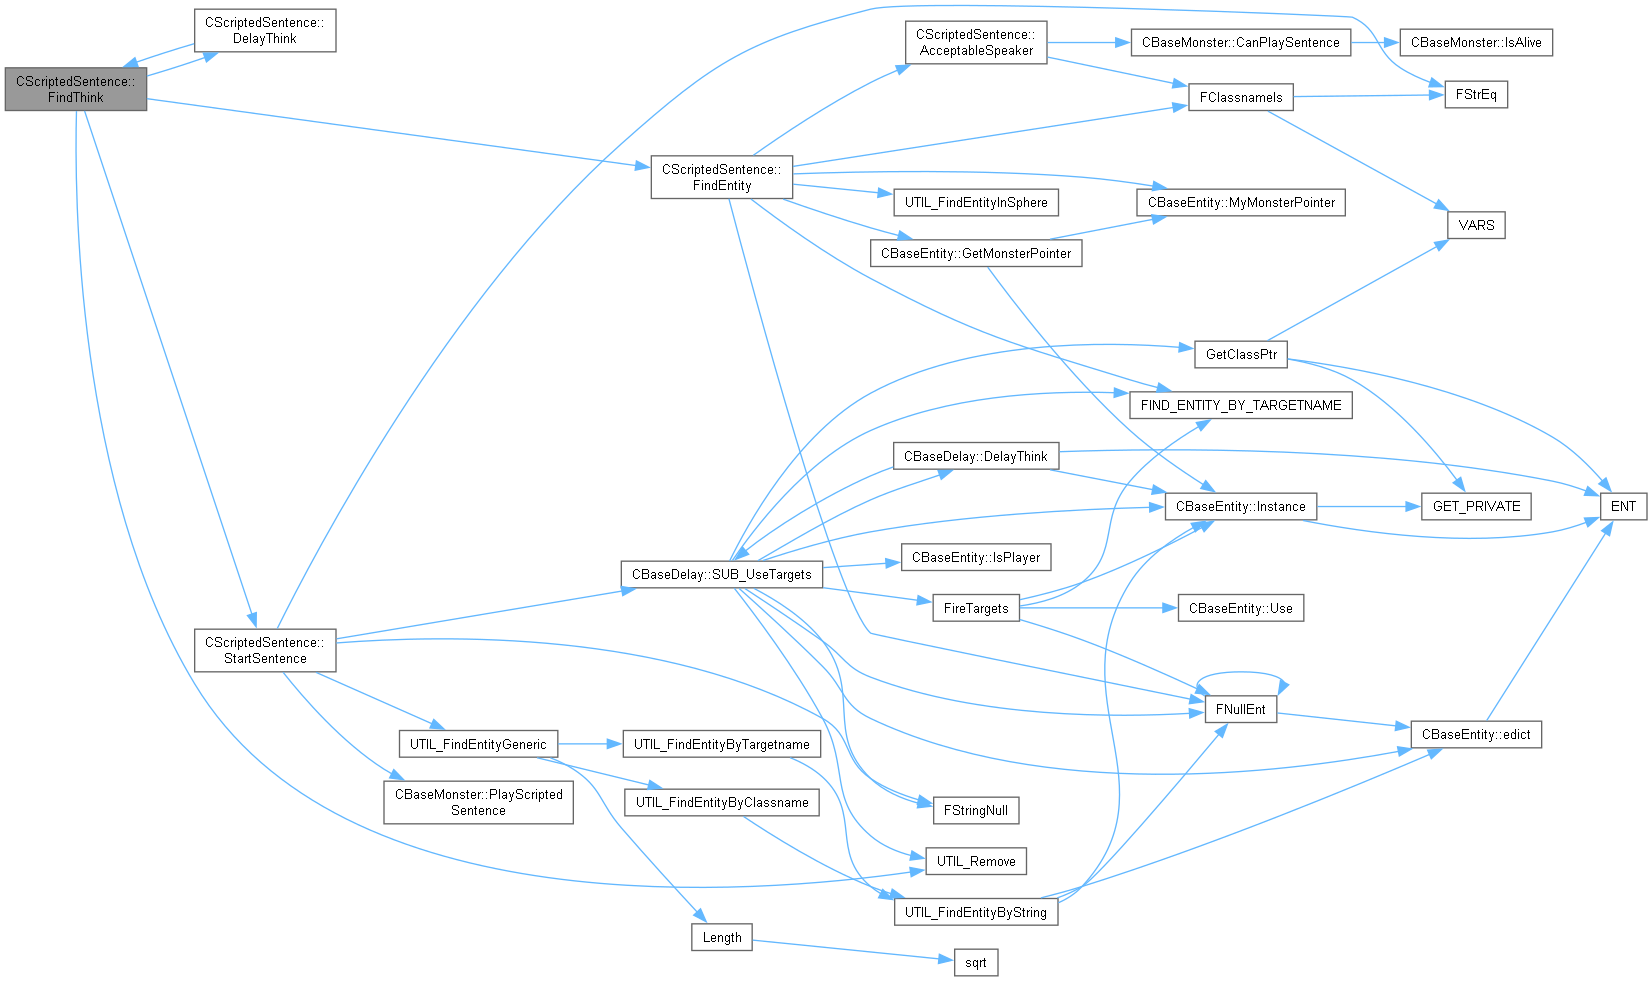 CScriptedSentence::
FindThink
CScriptedSentence::
DelayThink
CScriptedSentence::
StartSentence
UTIL_FindEntityGeneric
CBaseMonster::PlayScripted
Sentence
CScriptedSentence::
FindEntity
CBaseDelay::SUB_UseTargets
UTIL_FindEntityByTargetname
UTIL_FindEntityByClassname
Length
CScriptedSentence::
AcceptableSpeaker
UTIL_FindEntityInSphere
CBaseEntity::GetMonsterPointer
CBaseDelay::DelayThink
CBaseEntity::IsPlayer
FireTargets
FStringNull
UTIL_Remove
UTIL_FindEntityByString
sqrt
CBaseMonster::CanPlaySentence
FClassnameIs
CBaseEntity::MyMonsterPointer
GetClassPtr
FIND_ENTITY_BY_TARGETNAME
CBaseEntity::Instance
CBaseEntity::Use
FNullEnt
CBaseMonster::IsAlive
FStrEq
VARS
GET_PRIVATE
CBaseEntity::edict
ENT